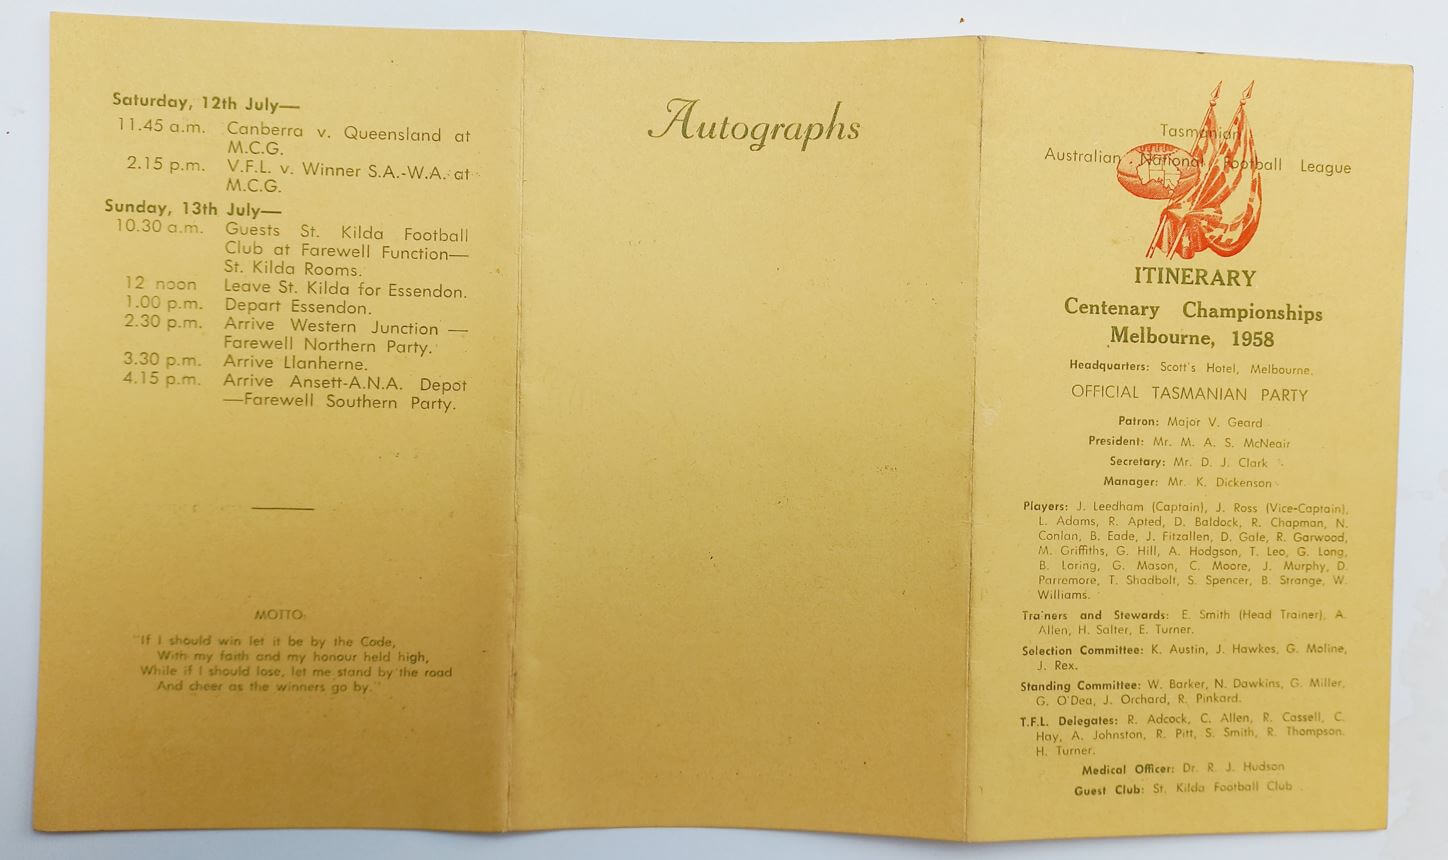 Saturday, 12th July—
11.45 a.m. Canberra v. Queensland at
M.C.G.
2.15 p.m. V.F.L. v. Winner S.A.-W.A. at
M.C.G.
Sunday, 13th July—
10.30 a.m. Guests St. Kilda Football
Club at Farewell Function—
St. Kilda Rooms.
12 noon Leave St. Kilda for Essendon.
1.00 p.m. Depart Essendon.
2.30 p.m. Arrive Western Junction —
Farewell Northern Party.
3.30 p.m. Arrive Llanherne.
4.15 p.m. Arrive Ansett-A.N.A. Depot
—Farewell Southern Party.
MOTTO:
"If I should win let it be by the Code,
With my faith and my honour held high,
While if I should lose, let me stand by the road
And cheer as the winners go by."
Autographs
Tasmanian
Australian National Football League
ITINERARY
Centenary Championships
Melbourne, 1958
Headquarters: Scott's Hotel, Melbourne.
OFFICIAL TASMANIAN PARTY
Patron: Major V. Geard
President: Mr. M. A. S. McNeair
Secretary: Mr. D. J. Clark
Manager: Mr. K. Dickenson
Players: J. Leedham (Captain), J. Ross (Vice-Captain),
L. Adams, R. Apted, D. Baldock, R. Chapman, N.
Conlan, B. Eade, J. Fitzallen, D. Gale, R. Garwood,
M. Griffiths, G. Hill, A. Hodgson, T. Leo, G. Long,
B. Loring, G. Mason, C. Moore, J. Murphy, D.
Parremore, T. Shadbolt, S. Spencer, B. Strange, W.
Williams.
Trainers and Stewards: E. Smith (Head Trainer), A.
Allen, H. Salter, E. Turner.
Selection Committee: K. Austin, J. Hawkes, G. Moline,
J. Rex.
Standing Committee: W. Barker, N. Dawkins, G. Miller,
G. O'Dea, J. Orchard, R. Pinkard.
T.F.L. Delegates: R. Adcock, C. Allen, R. Cassell, C.
Hay, A. Johnston, R. Pitt, S. Smith, R. Thompson.
H. Turner.
Medical Officer: Dr. R. J. Hudson
Guest Club: St. Kilda Football Club